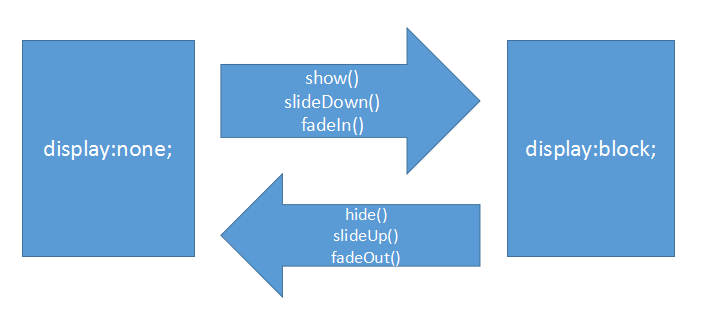 display:none;
show()
slideDown()
fadeIn()
display:block;
hide()
slideUp()
fadeOut()